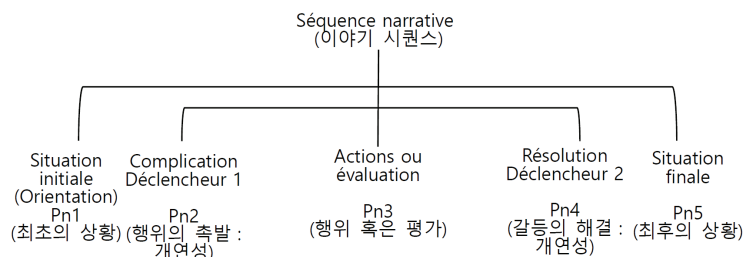 Séquence narrative
(이야기 시퀀스)
Situation
initiale
(Orientation)
Pn1
(최초의 상황)
Complication
Déclencheur 1
Pn2
(행위의 촉발 :
개연성)
Actions ou
évaluation
Pn3
(행위 혹은 평가)
Résolution
Déclencheur 2
Pn4
(갈등의 해결 :
개연성)
Situation
finale
Pn5
(최후의 상황)